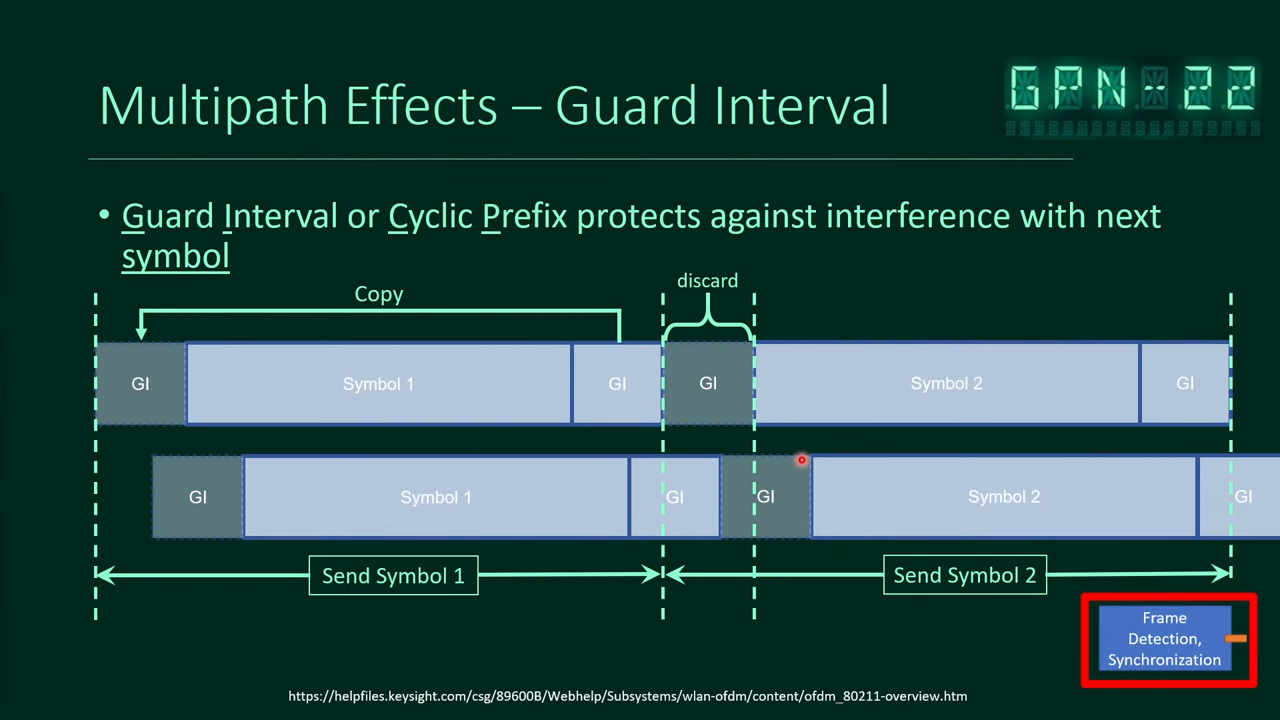 GPN-22
Multipath Effects – Guard Interval
• Guard Interval or Cyclic Prefix protects against interference with next
symbol
discard
Copy
GI
Symbol 1
GI
GI
Symbol 2
GI
GI
Symbol 1
GI
GI
Symbol 2
GI
Send Symbol 1
Send Symbol 2
Frame
Detection,
Synchronization
https://helpfiles.keysight.com/csg/89600B/Webhelp/Subsystems/wlan-ofdm/content/ofdm_80211-overview.htm